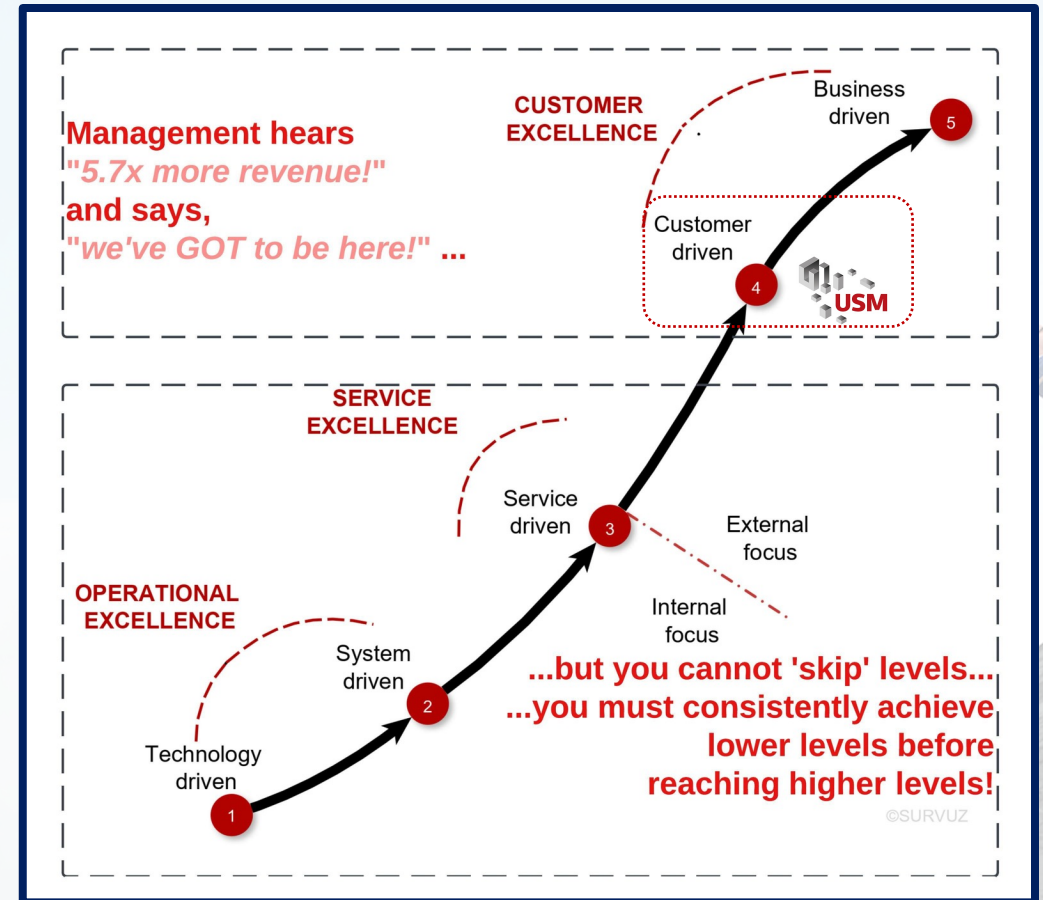 Management hears
"5.7x more revenue!"
and says,
"we've GOT to be here!" ...
CUSTOMER
EXCELLENCE
Business
driven
5
Customer
driven
4
USM
SERVICE
EXCELLENCE
Service
driven
3
External
focus
Internal
focus
OPERATIONAL
EXCELLENCE
System
driven
2
Technology
driven
1
...but you cannot 'skip' levels...
...you must consistently achieve
lower levels before
reaching higher levels!
©SURVUZ